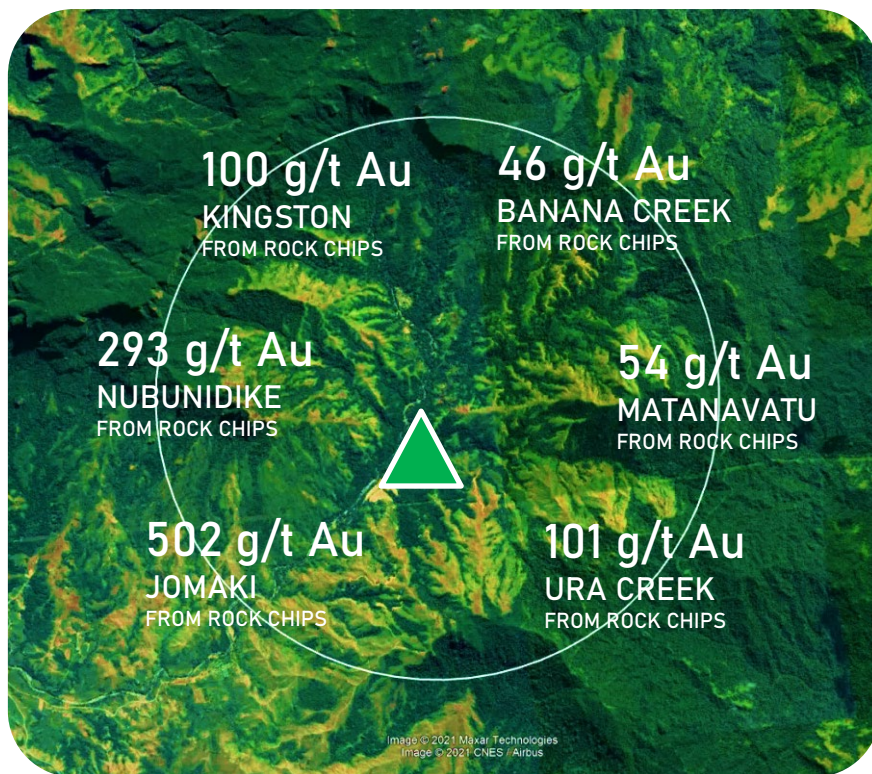 100 g/t Au
KINGSTON
FROM ROCK CHIPS
46 g/t Au
BANANA CREEK
FROM ROCK CHIPS
293 g/t Au
NUBUNIDIKE
FROM ROCK CHIPS
54 g/t Au
MATANAVATU
FROM ROCK CHIPS
502 g/t Au
JOMAKI
FROM ROCK CHIPS
101 g/t Au
URA CREEK
FROM ROCK CHIPS
Image © 2021 Maxar Technologies
Image © 2021 CNES / Airbus